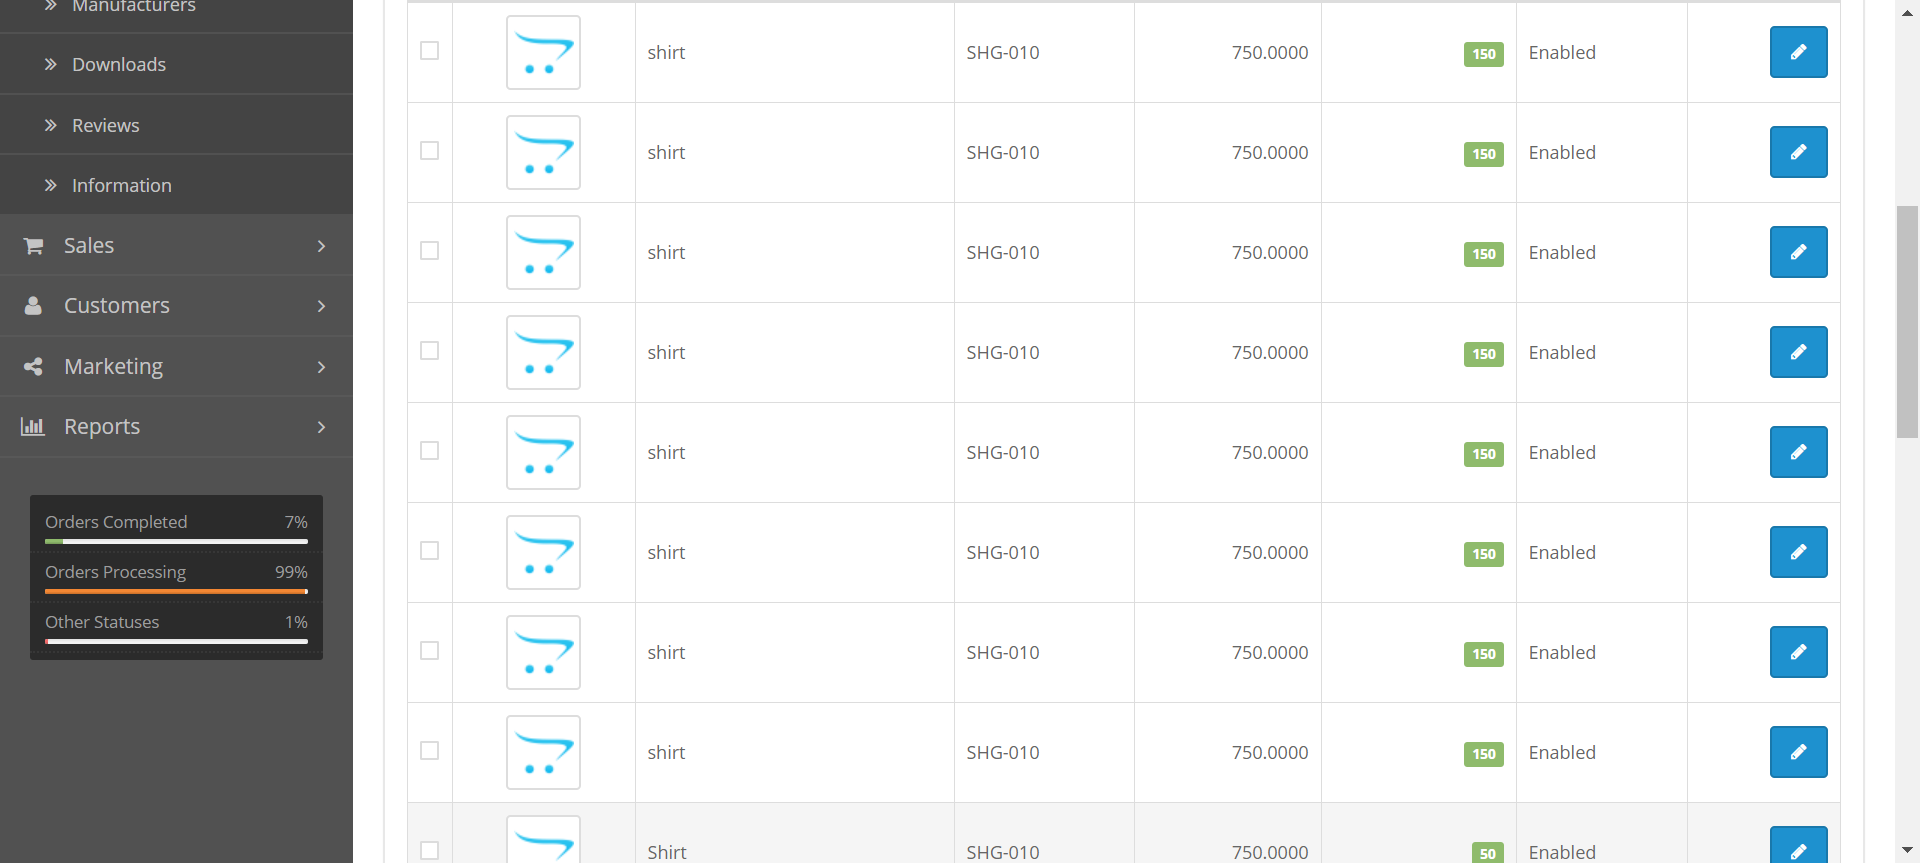 Manufacturers
Downloads
Reviews
Information
Sales
Customers
Marketing
Reports
Orders Completed 7%
Orders Processing 99%
Other Statuses 1%
shirt SHG-010 750.0000 150 Enabled
shirt SHG-010 750.0000 150 Enabled
shirt SHG-010 750.0000 150 Enabled
shirt SHG-010 750.0000 150 Enabled
shirt SHG-010 750.0000 150 Enabled
shirt SHG-010 750.0000 150 Enabled
shirt SHG-010 750.0000 150 Enabled
shirt SHG-010 750.0000 150 Enabled
Shirt SHG-010 750.0000 50 Enabled